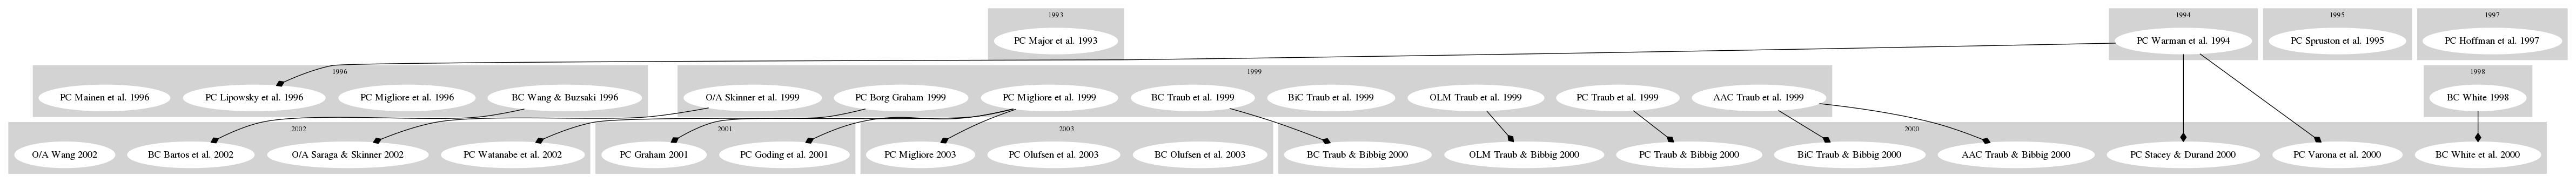 1993
PC Major et al. 1993
1994
PC Warman et al. 1994
1995
PC Spruston et al. 1995
1997
PC Hoffman et al. 1997
1996
PC Mainen et al. 1996
PC Lipowsky et al. 1996
PC Migliore et al. 1996
BC Wang & Buzsaki 1996
1999
O/A Skinner et al. 1999
PC Borg Graham 1999
PC Migliore et al. 1999
BC Traub et al. 1999
BiC Traub et al. 1999
OLM Traub et al. 1999
PC Traub et al. 1999
AAC Traub et al. 1999
1998
BC White 1998
2002
O/A Wang 2002
BC Bartos et al. 2002
O/A Saraga & Skinner 2002
PC Watanabe et al. 2002
2001
PC Graham 2001
PC Goding et al. 2001
2003
PC Migliore 2003
PC Olufsen et al. 2003
BC Olufsen et al. 2003
2000
BC Traub & Bibbig 2000
OLM Traub & Bibbig 2000
PC Traub & Bibbig 2000
BiC Traub & Bibbig 2000
AAC Traub & Bibbig 2000
PC Stacey & Durand 2000
PC Varona et al. 2000
BC White et al. 2000